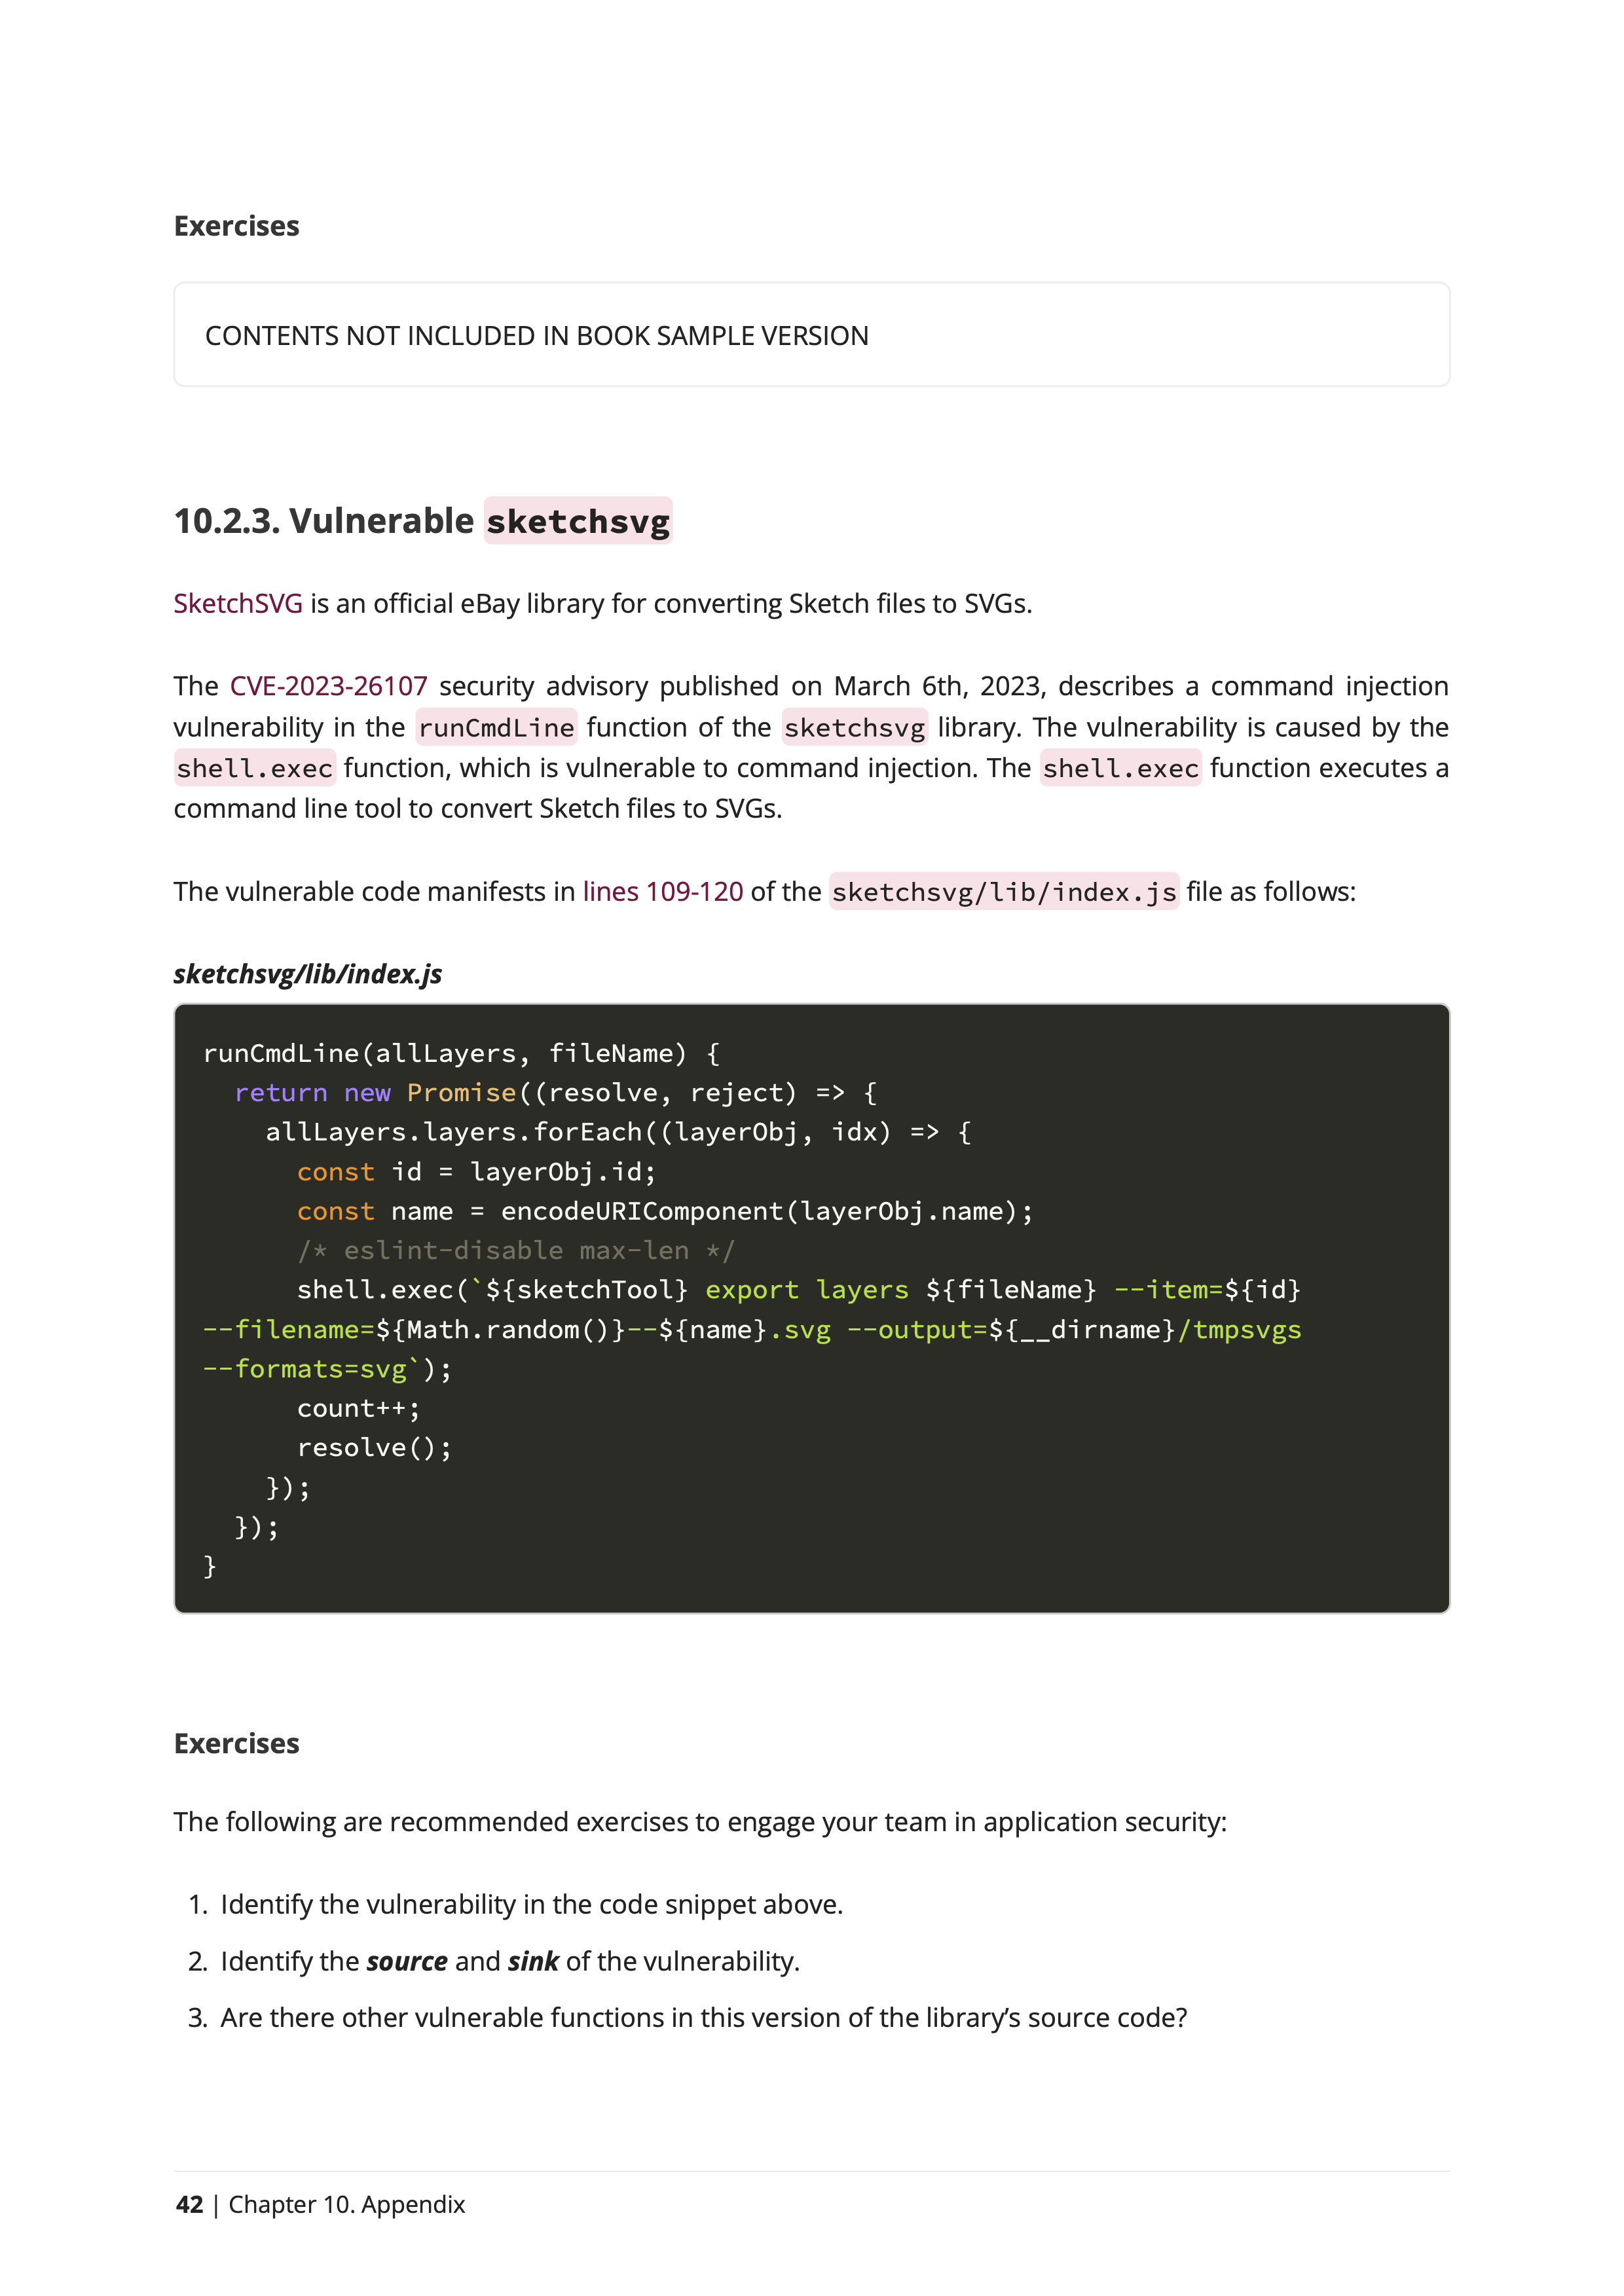 Exercises
CONTENTS NOT INCLUDED IN BOOK SAMPLE VERSION
10.2.3. Vulnerable sketchsvg
SketchSVG is an official eBay library for converting Sketch files to SVGs.
The CVE-2023-26107 security advisory published on March 6th, 2023, describes a command injection
vulnerability in the runCmdLine function of the sketchsvg library. The vulnerability is caused by the
shell.exec function, which is vulnerable to command injection. The shell.exec function executes a
command line tool to convert Sketch files to SVGs.
The vulnerable code manifests in lines 109-120 of the sketchsvg/lib/index.js file as follows:
sketchsvg/lib/index.js
runCmdLine(allLayers, fileName) {
  return new Promise((resolve, reject) => {
    allLayers.layers.forEach((layerObj, idx) => {
      const id = layerObj.id;
      const name = encodeURIComponent(layerObj.name);
      /* eslint-disable max-len */
      shell.exec(`${sketchTool} export layers ${fileName} --item=${id}
--filename=${Math.random()}--${name}.svg --output=${__dirname}/tmpsvgs
--formats=svg`);
      count++;
      resolve();
    });
  });
}
Exercises
The following are recommended exercises to engage your team in application security:
1. Identify the vulnerability in the code snippet above.
2. Identify the source and sink of the vulnerability.
3. Are there other vulnerable functions in this version of the library’s source code?
42 | Chapter 10. Appendix